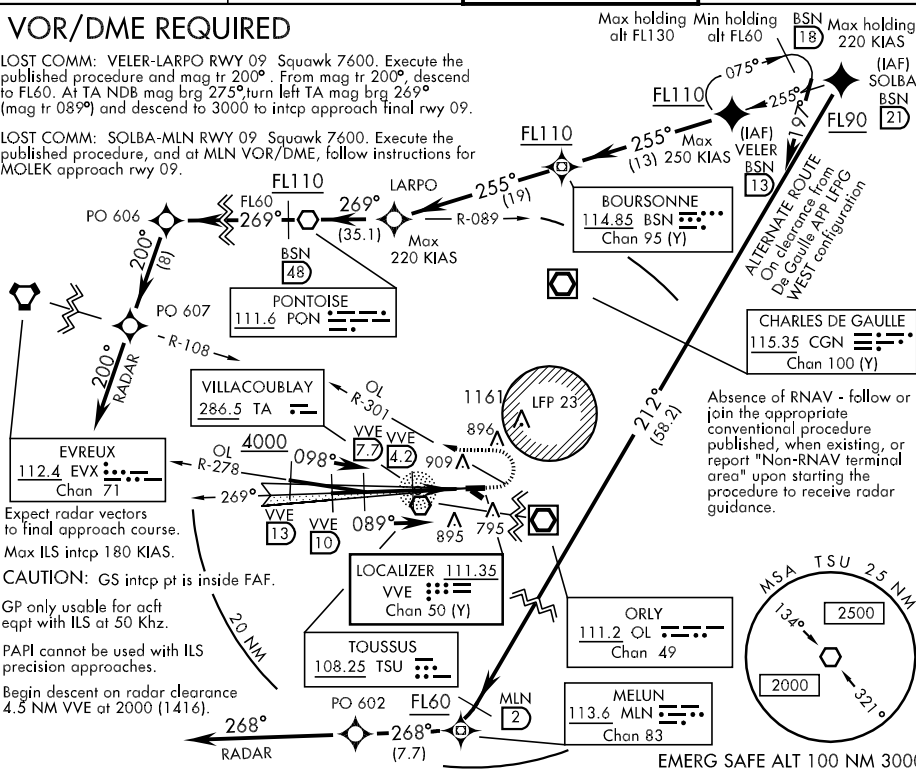 VOR/DME REQUIRED
LOST COMM: VELER-LARPO RWY 09 Squawk 7600. Execute the
published procedure and mag tr 200°. From mag tr 200°, descend
to FL60. At TA NDB mag brg 275°,turn left TA mag brg 269°
(mag tr 089°) and descend to 3000 to intcp approach final rwy 09.
LOST COMM: SOLBA-MLN RWY 09 Squawk 7600. Execute the
published procedure, and at MLN VOR/DME, follow instructions for
MOLEK approach rwy 09.
Max holding
alt FL130
Min holding
alt FL60
BSN
18
Max holding
220 KIAS
(IAF)
SOLBA
BSN
21
075°
255°
197°
FL90
FL110
Max
250 KIAS
(IAF)
VELER
BSN
13
255°
(13)
FL110
255°
(19)
LARPO
Max
220 KIAS
R-089
BOURSONNE
114.85 BSN
Chan 95 (Y)
ALTERNATE ROUTE
On clearance from
De Gaulle APP LFPG
WEST configuration
FL110
269°
(35.1)
FL60
269°
BSN
48
PO 606
200°
(8)
PO 607
200°
RADAR
R-108
PONTOISE
111.6 PON
CHARLES DE GAULLE
115.35 CGN
Chan 100 (Y)
Absence of RNAV - follow or
join the appropriate
conventional procedure
published, when existing, or
report "Non-RNAV terminal
area" upon starting the
procedure to receive radar
guidance.
VILLACOUBLAY
286.5 TA
OL
R-301
1161
LFP 23
896
909
212°
(58.2)
EVREUX
112.4 EVX
Chan 71
OL
R-278
4000
098°
VVE
7.7
VVE
4.2
269°
VVE
13
VVE
10
089°
895
795
Expect radar vectors
to final approach course.
Max ILS intcp 180 KIAS.
CAUTION: GS intcp pt is inside FAF.
GP only usable for acft
eqpt with ILS at 50 Khz.
PAPI cannot be used with ILS
precision approaches.
Begin descent on radar clearance
4.5 NM VVE at 2000 (1416).
20 NM
LOCALIZER 111.35
VVE
Chan 50 (Y)
TOUSSUS
108.25 TSU
ORLY
111.2 OL
Chan 49
MELUN
113.6 MLN
Chan 83
MLN
2
FL60
PO 602
268°
(7.7)
268°
RADAR
MSA TSU 25 NM
134°
2500
2000
321°
EMERG SAFE ALT 100 NM 3000